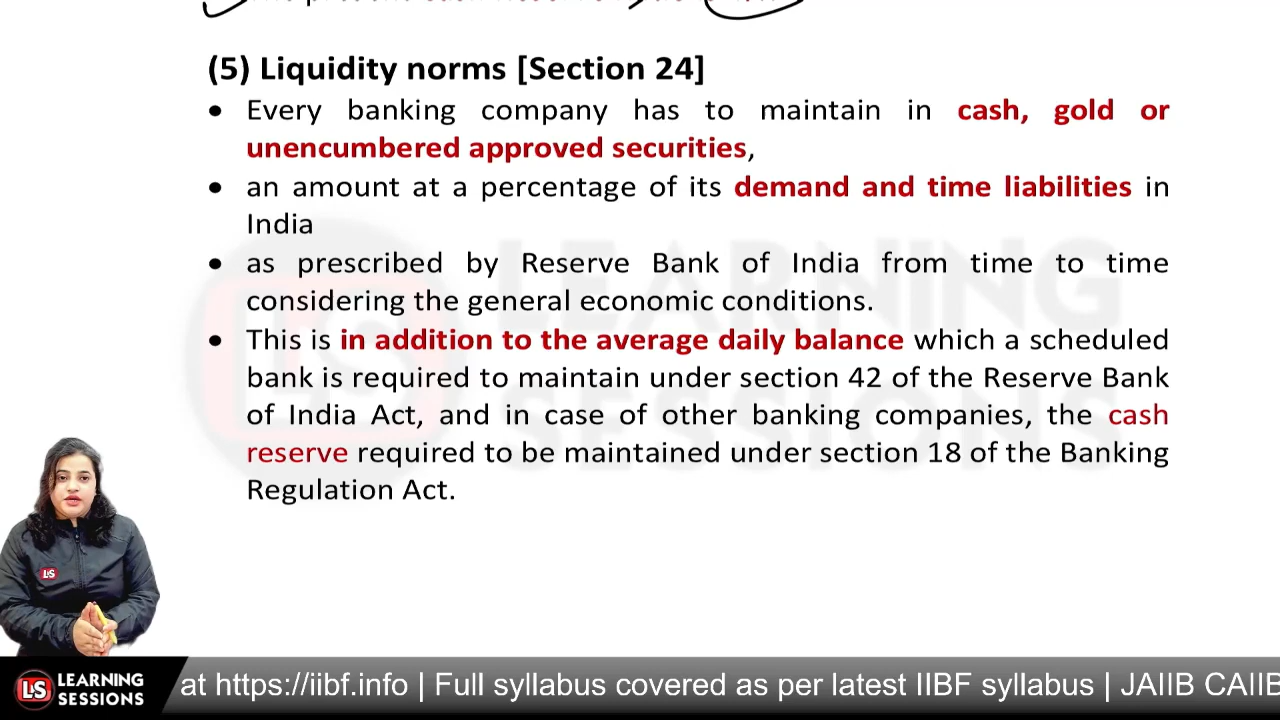 (5) Liquidity norms [Section 24]
• Every banking company has to maintain in cash, gold or
unencumbered approved securities,
• an amount at a percentage of its demand and time liabilities in
India
• as prescribed by Reserve Bank of India from time to time
considering the general economic conditions.
• This is in addition to the average daily balance which a scheduled
bank is required to maintain under section 42 of the Reserve Bank
of India Act, and in case of other banking companies, the cash
reserve required to be maintained under section 18 of the Banking
Regulation Act.
LS LEARNING SESSIONS
LS
LS LEARNING
SESSIONS
at https://iibf.info | Full syllabus covered as per latest IIBF syllabus | JAIIB CAIIB